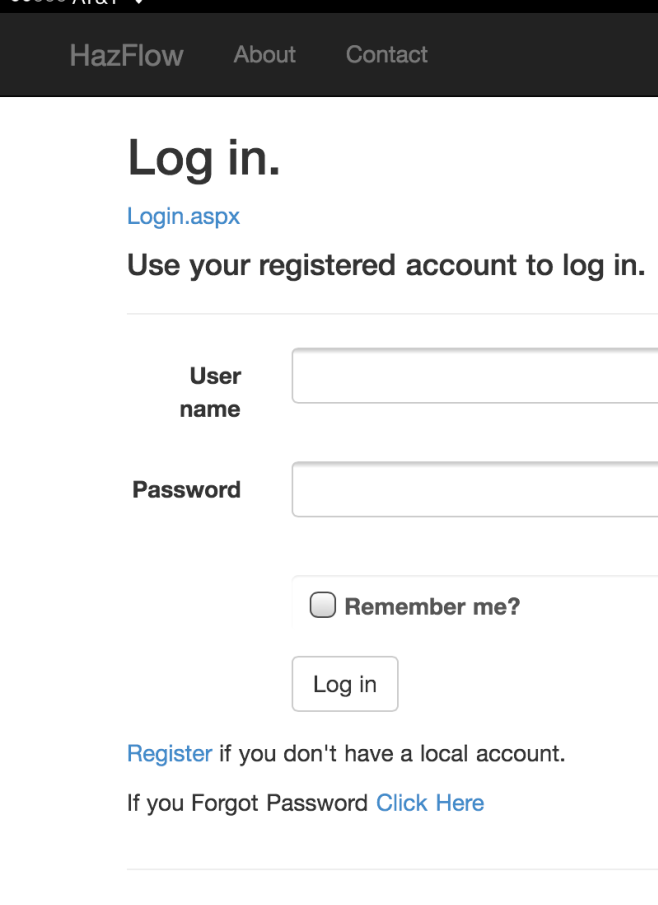 HazFlow About Contact
Log in.
Login.aspx
Use your registered account to log in.
User
name
Password
Remember me?
Log in
Register if you don't have a local account.
If you Forgot Password Click Here